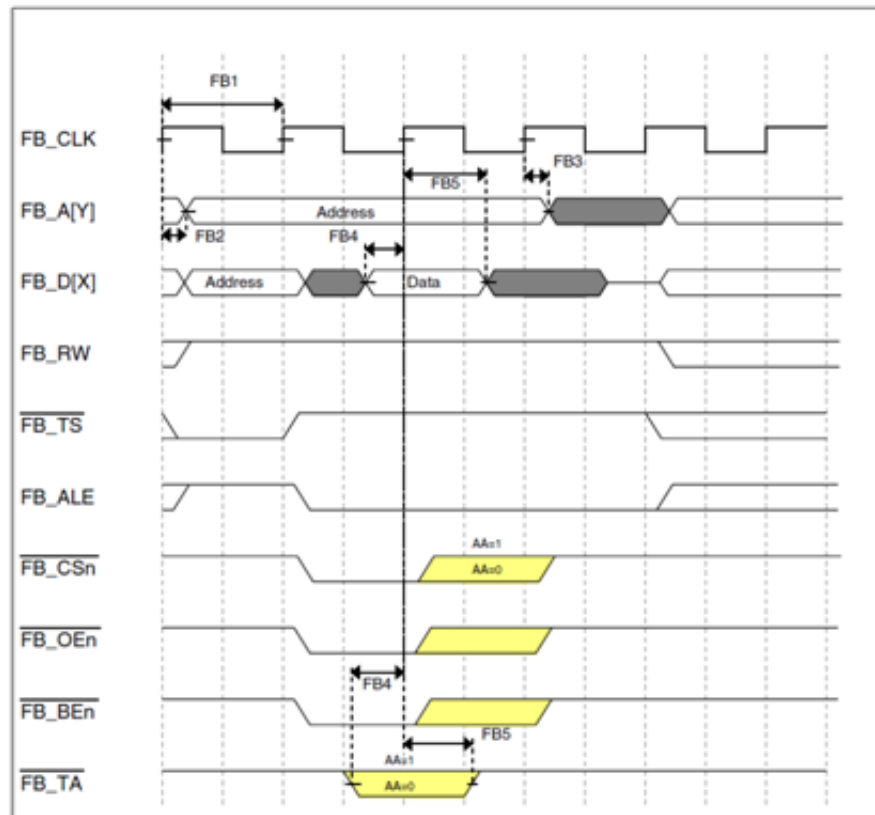 FB1
FB_CLK
FB5
FB3
FB_A[Y]
Address
FB2
FB4
FB_D[X]
Address
Data
FB_RW
FB_TS
FB_ALE
AA=1
FB_CSn
AA=0
FB_OEn
FB4
FB_BEn
FB5
AA=1
FB_TA
AA=0